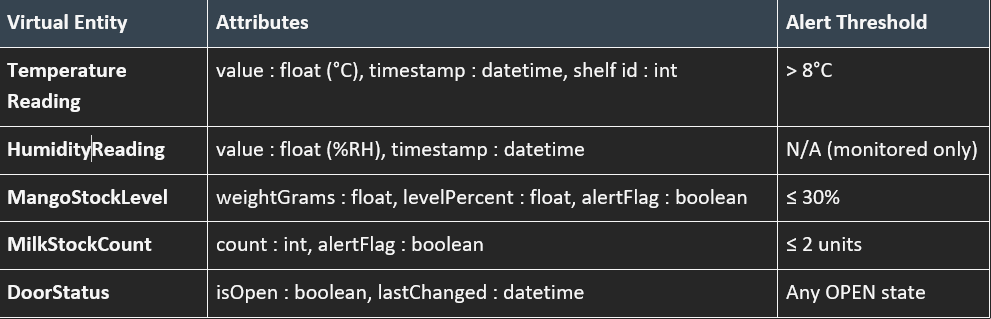 Virtual Entity Attributes Alert Threshold
Temperature Reading value : float (°C), timestamp : datetime, shelf id : int > 8°C
HumidityReading value : float (%RH), timestamp : datetime N/A (monitored only)
MangoStockLevel weightGrams : float, levelPercent : float, alertFlag : boolean ≤ 30%
MilkStockCount count : int, alertFlag : boolean ≤ 2 units
DoorStatus isOpen : boolean, lastChanged : datetime Any OPEN state